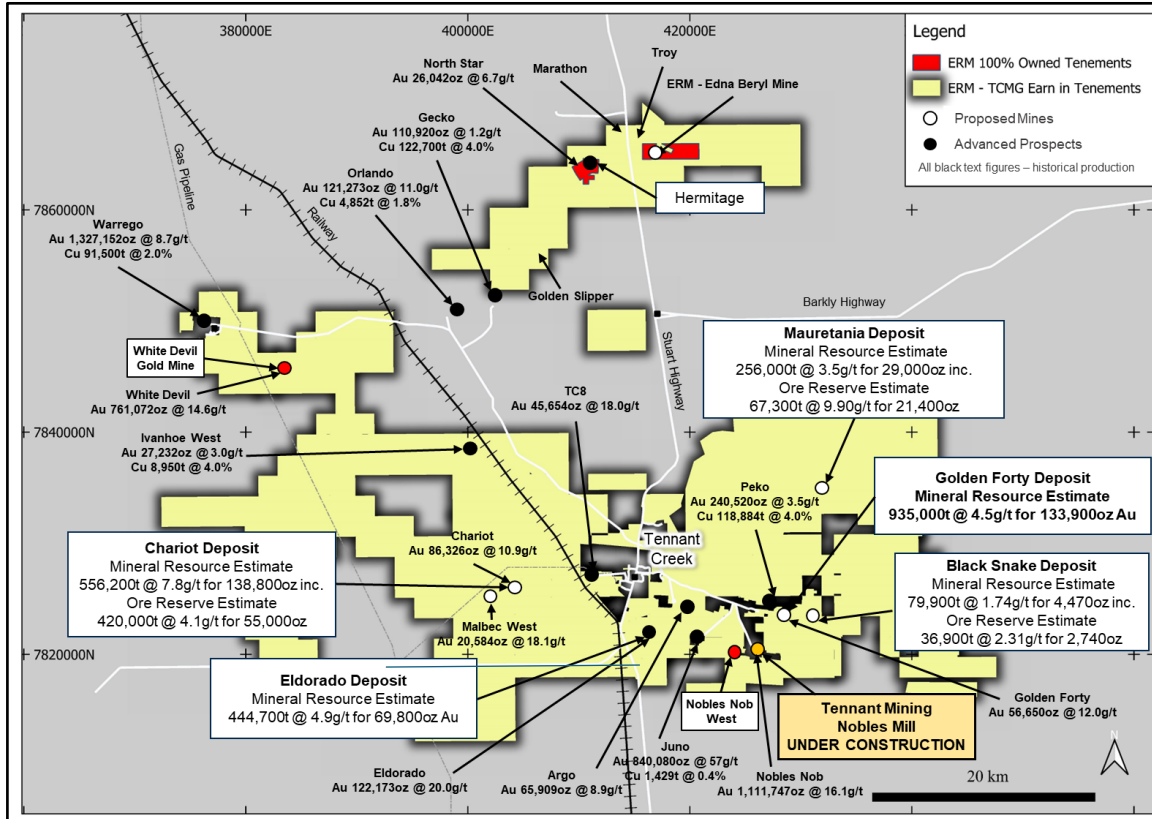 380000E
400000E
420000E
Legend
ERM 100% Owned Tenements
ERM - TCMG Earn in Tenements
Proposed Mines
Advanced Prospects
All black text figures – historical production
North Star
Au 26,042oz @ 6.7g/t
Marathon
Troy
ERM - Edna Beryl Mine
Gecko
Au 110,920oz @ 1.2g/t
Cu 122,700t @ 4.0%
Orlando
Au 121,273oz @ 11.0g/t
Cu 4,852t @ 1.8%
Hermitage
Gas Pipeline
Railway
7860000N
Warrego
Au 1,327,152oz @ 8.7g/t
Cu 91,500t @ 2.0%
Golden Slipper
Barkly Highway
Stuart Highway
White Devil
Gold Mine
White Devil
Au 761,072oz @ 14.6g/t
Mauretania Deposit
Mineral Resource Estimate
256,000t @ 3.5g/t for 29,000oz inc.
Ore Reserve Estimate
67,300t @ 9.90g/t for 21,400oz
TC8
Au 45,654oz @ 18.0g/t
7840000N
Ivanhoe West
Au 27,232oz @ 3.0g/t
Cu 8,950t @ 4.0%
Peko
Au 240,520oz @ 3.5g/t
Cu 118,884t @ 4.0%
Golden Forty Deposit
Mineral Resource Estimate
935,000t @ 4.5g/t for 133,900oz Au
Chariot
Au 86,326oz @ 10.9g/t
Tennant
Creek
Chariot Deposit
Mineral Resource Estimate
556,200t @ 7.8g/t for 138,800oz inc.
Ore Reserve Estimate
420,000t @ 4.1g/t for 55,000oz
Black Snake Deposit
Mineral Resource Estimate
79,900t @ 1.74g/t for 4,470oz inc.
Ore Reserve Estimate
36,900t @ 2.31g/t for 2,740oz
Malbec West
Au 20,584oz @ 18.1g/t
7820000N
Eldorado Deposit
Mineral Resource Estimate
444,700t @ 4.9g/t for 69,800oz Au
Nobles Nob
West
Tennant Mining
Nobles Mill
UNDER CONSTRUCTION
Golden Forty
Au 56,650oz @ 12.0g/t
Juno
Au 840,080oz @ 57g/t
Cu 1,429t @ 0.4%
Eldorado
Au 122,173oz @ 20.0g/t
Argo
Au 65,909oz @ 8.9g/t
Nobles Nob
Au 1,111,747oz @ 16.1g/t
N
20 km